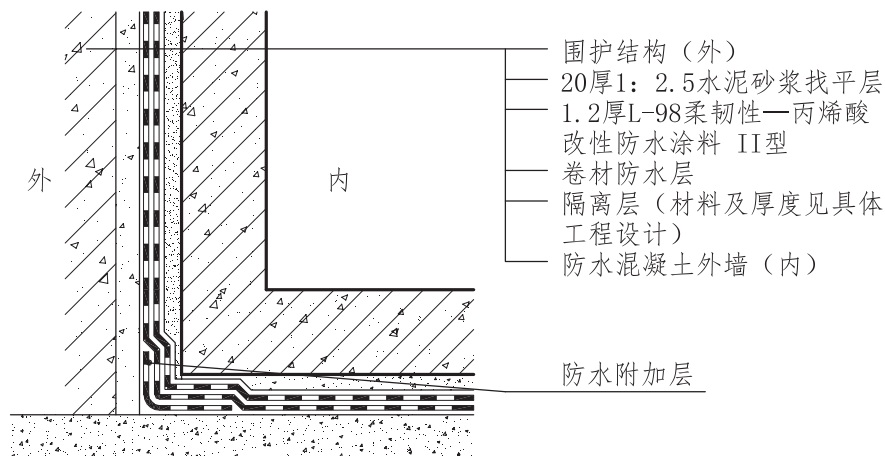 围护结构（外）
20厚1：2.5水泥砂浆找平层
1.2厚L-98柔韧性—丙烯酸
改性防水涂料 II型
卷材防水层
隔离层（材料及厚度见具体
工程设计）
防水混凝土外墙（内）
外
内
防水附加层